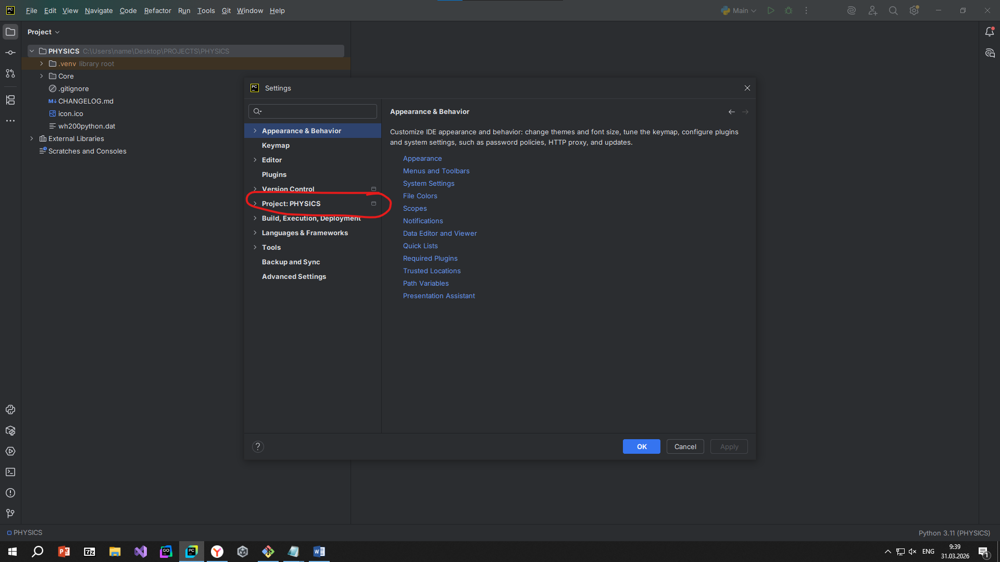 PC
File Edit View Navigate Code Refactor Run Tools Git Window Help
Main
Project
PHYSICS C:\Users\name\Desktop\PROJECTS\PHYSICS
.venv library root
Core
.gitignore
M↓ CHANGELOG.md
icon.ico
wh200python.dat
External Libraries
Scratches and Consoles
PC Settings
Appearance & Behavior
Keymap
Editor
Plugins
Version Control
Project: PHYSICS
Build, Execution, Deployment
Languages & Frameworks
Tools
Backup and Sync
Advanced Settings
Appearance & Behavior
Customize IDE appearance and behavior: change themes and font size, tune the keymap, configure plugins
and system settings, such as password policies, HTTP proxy, and updates.
Appearance
Menus and Toolbars
System Settings
File Colors
Scopes
Notifications
Data Editor and Viewer
Quick Lists
Required Plugins
Trusted Locations
Path Variables
Presentation Assistant
?
OK Cancel Apply
PHYSICS
Python 3.11 (PHYSICS)
P 7z GO PC Y W
ENG
9:39
31.03.2026
1